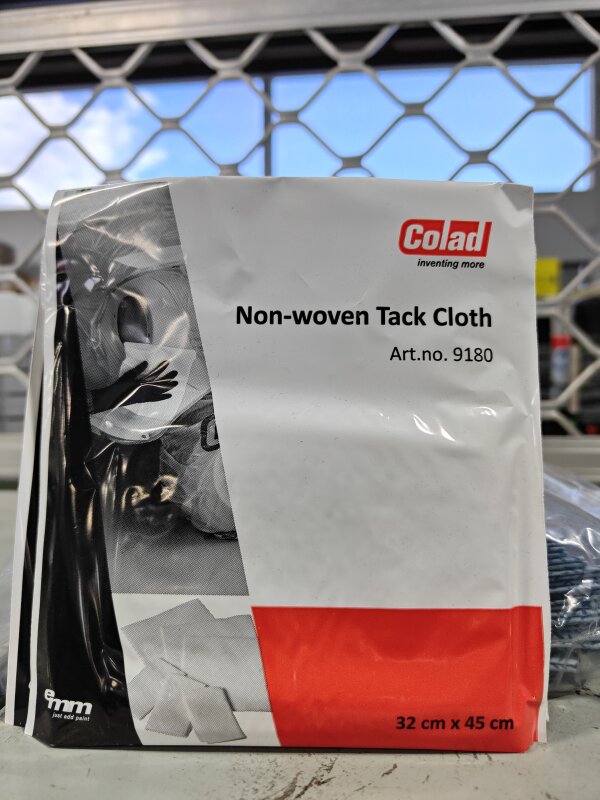 Colad
inventing more
Non-woven Tack Cloth
Art.no. 9180
emm
just add paint
32 cm x 45 cm